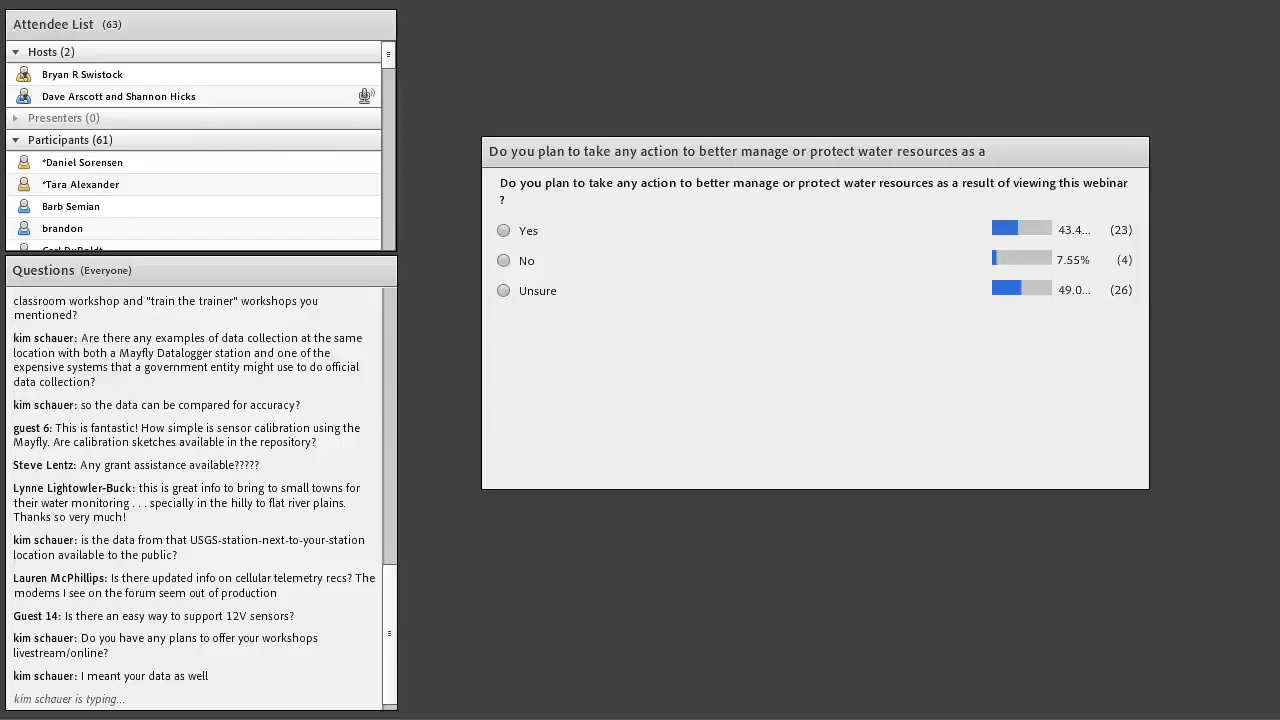 Attendee List (63)
Hosts (2)
Bryan R Swistock
Dave Arscott and Shannon Hicks
Presenters (0)
Participants (61)
*Daniel Sorensen
*Tara Alexander
Barb Semian
brandon
Questions (Everyone)
classroom workshop and "train the trainer" workshops you
mentioned?
kim schauer: Are there any examples of data collection at the same
location with both a Mayfly Datalogger station and one of the
expensive systems that a government entity might use to do official
data collection?
kim schauer: so the data can be compared for accuracy?
guest 6: This is fantastic! How simple is sensor calibration using the
Mayfly. Are calibration sketches available in the repository?
Steve Lentz: Any grant assistance available?????
Lynne Lightowler-Buck: this is great info to bring to small towns for
their water monitoring . . . specially in the hilly to flat river plains.
Thanks so very much!
kim schauer: is the data from that USGS-station-next-to-your-station
location available to the public?
Lauren McPhillips: Is there updated info on cellular telemetry recs? The
modems I see on the forum seem out of production
Guest 14: Is there an easy way to support 12V sensors?
kim schauer: Do you have any plans to offer your workshops
livestream/online?
kim schauer: I meant your data as well
kim schauer is typing...
Do you plan to take any action to better manage or protect water resources as a
Do you plan to take any action to better manage or protect water resources as a result of viewing this webinar
?
Yes 43.4... (23)
No 7.55% (4)
Unsure 49.0... (26)